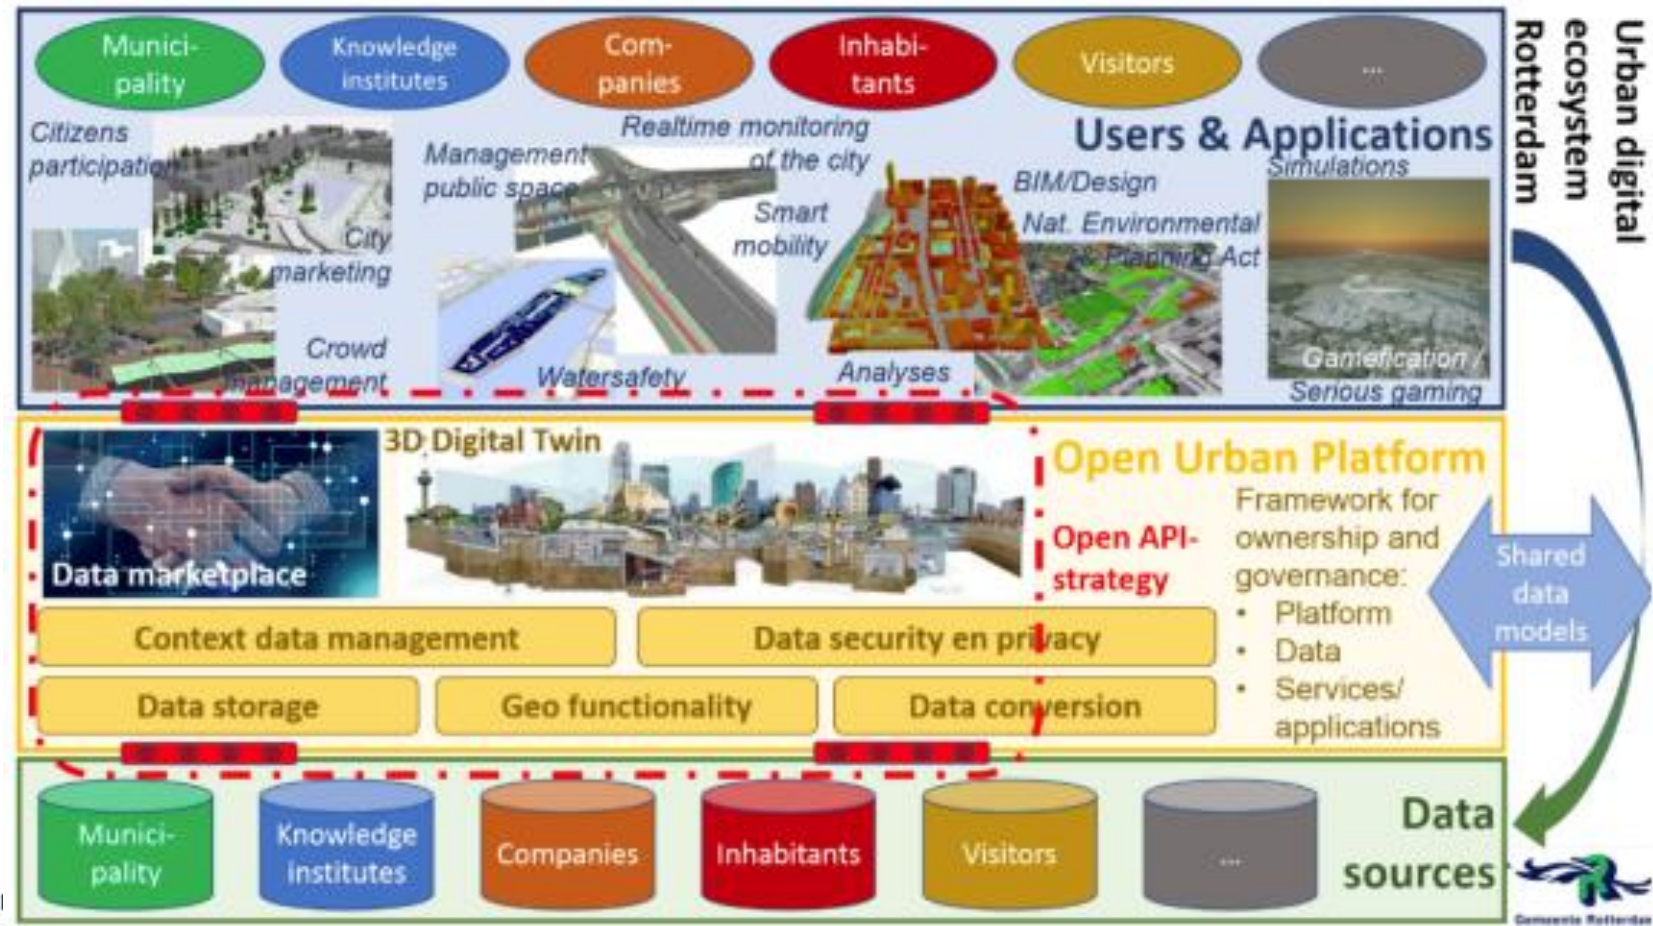 Munici-
pality
Knowledge
institutes
Com-
panies
Inhabi-
tants
Visitors
...
Urban digital
ecosystem
Rotterdam
Users & Applications
Citizens
participation
City
marketing
Crowd
management
Management
public space
Realtime monitoring
of the city
Smart
mobility
Watersafety
Analyses
BIM/Design
Nat. Environmental
& Planning Act
Simulations
Gamefication /
Serious gaming
Data marketplace
3D Digital Twin
Open Urban Platform
Open API-
strategy
Framework for
ownership and
governance:
• Platform
• Data
• Services/
applications
Shared
data
models
Context data management
Data security en privacy
Data storage
Geo functionality
Data conversion
Munici-
pality
Knowledge
institutes
Companies
Inhabitants
Visitors
...
Data
sources
Gemeente Rotterdam